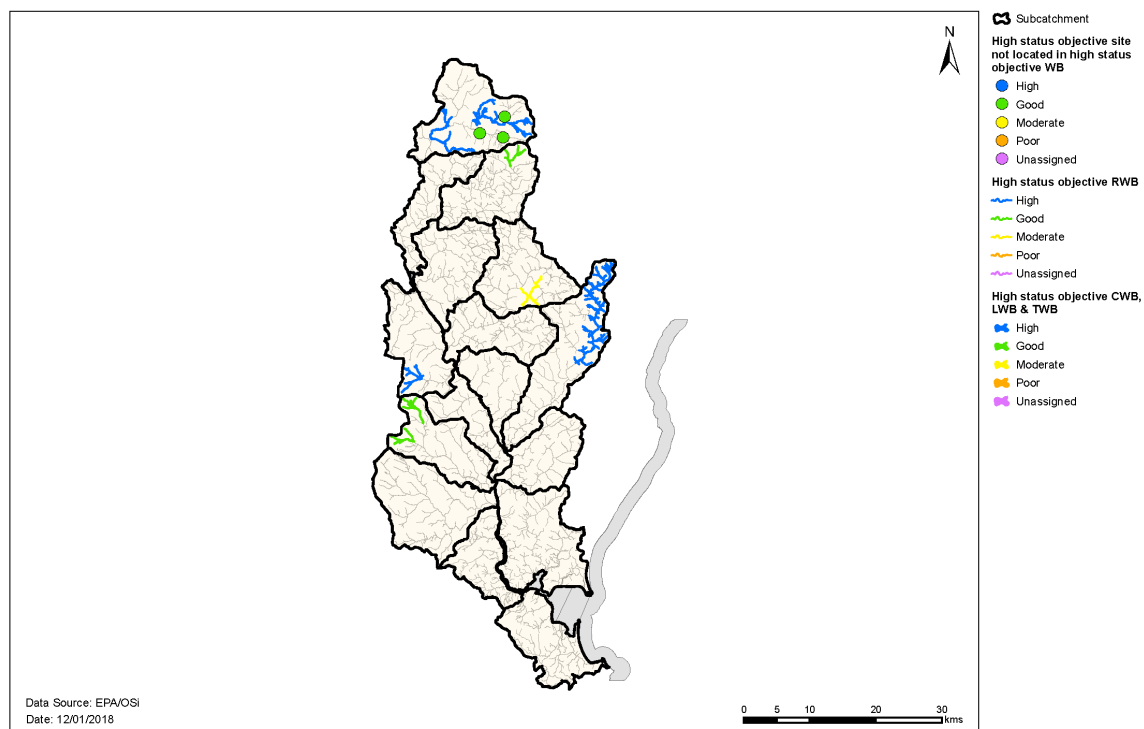 N
Subcatchment
High status objective site
not located in high status
objective WB
High
Good
Moderate
Poor
Unassigned
High status objective RWB
High
Good
Moderate
Poor
Unassigned
High status objective CWB,
LWB & TWB
High
Good
Moderate
Poor
Unassigned
Data Source: EPA/OSi
Date: 12/01/2018
0 5 10 20 30
kms